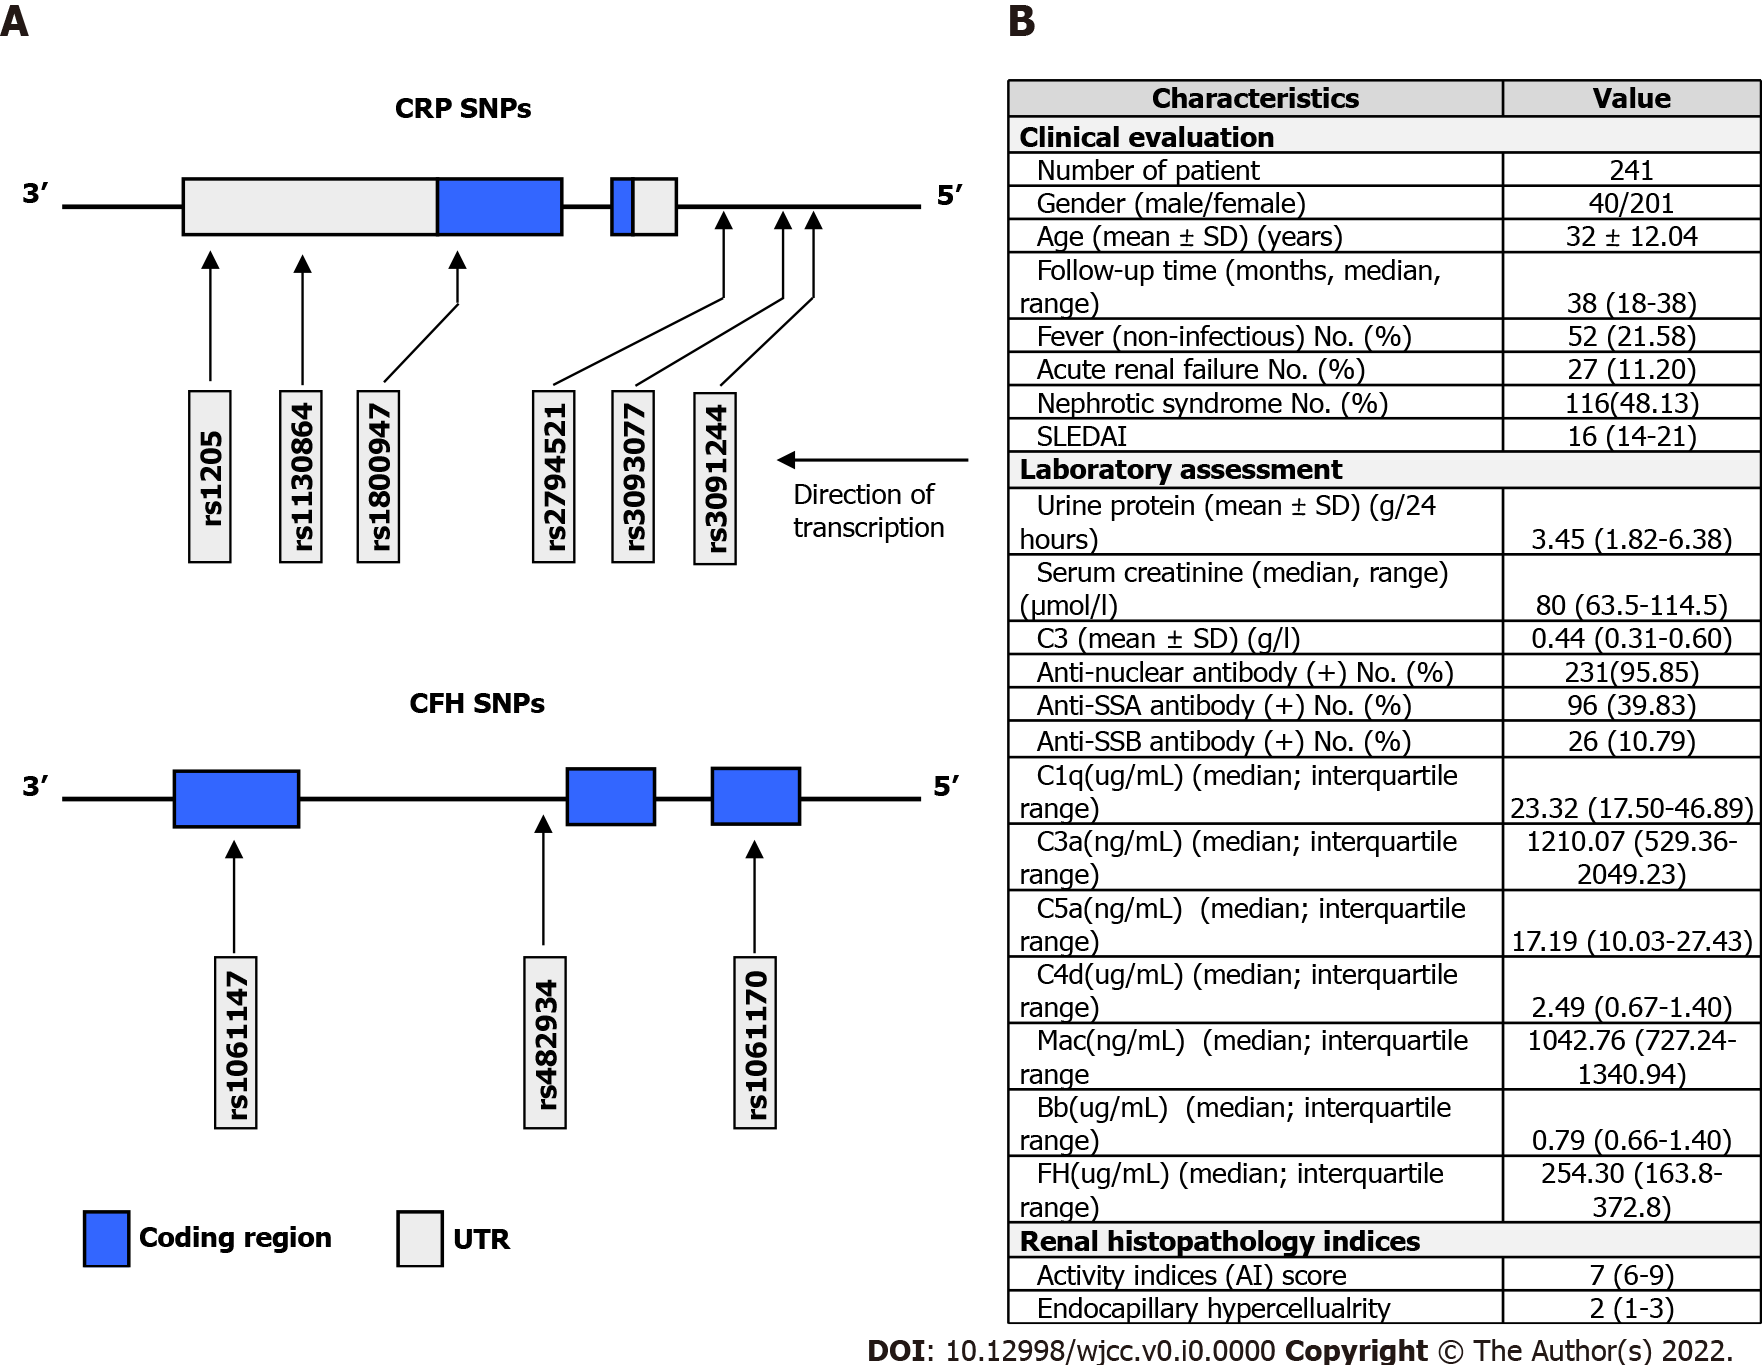 A
CRP SNPs
3′
5′
rs1205
rs1130864
rs1800947
rs2794521
rs3093077
rs3091244
Direction of
transcription
CFH SNPs
3′
5′
rs1061147
rs482934
rs1061170
Coding region
UTR
B
Characteristics Value
Clinical evaluation
Number of patient 241
Gender (male/female) 40/201
Age (mean ± SD) (years) 32 ± 12.04
Follow-up time (months, median,
range) 38 (18-38)
Fever (non-infectious) No. (%) 52 (21.58)
Acute renal failure No. (%) 27 (11.20)
Nephrotic syndrome No. (%) 116(48.13)
SLEDAI 16 (14-21)
Laboratory assessment
Urine protein (mean ± SD) (g/24
hours) 3.45 (1.82-6.38)
Serum creatinine (median, range)
(μmol/l) 80 (63.5-114.5)
C3 (mean ± SD) (g/l) 0.44 (0.31-0.60)
Anti-nuclear antibody (+) No. (%) 231(95.85)
Anti-SSA antibody (+) No. (%) 96 (39.83)
Anti-SSB antibody (+) No. (%) 26 (10.79)
C1q(ug/mL) (median; interquartile
range) 23.32 (17.50-46.89)
C3a(ng/mL) (median; interquartile 1210.07 (529.36-
range) 2049.23)
C5a(ng/mL) (median; interquartile
range) 17.19 (10.03-27.43)
C4d(ug/mL) (median; interquartile
range) 2.49 (0.67-1.40)
Mac(ng/mL) (median; interquartile 1042.76 (727.24-
range 1340.94)
Bb(ug/mL) (median; interquartile
range) 0.79 (0.66-1.40)
FH(ug/mL) (median; interquartile 254.30 (163.8-
range) 372.8)
Renal histopathology indices
Activity indices (AI) score 7 (6-9)
Endocapillary hypercellualrity 2 (1-3)
DOI: 10.12998/wjcc.v0.i0.0000 Copyright © The Author(s) 2022.